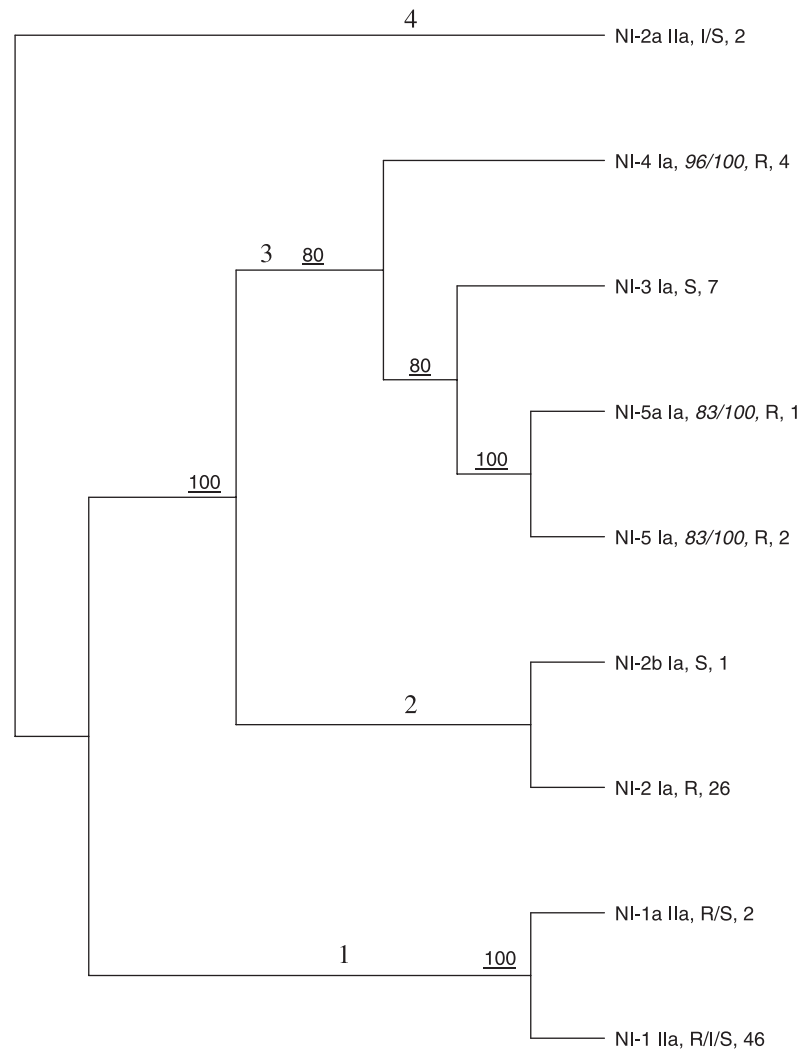 4
NI-2a IIa, I/S, 2
NI-4 Ia, 96/100, R, 4
3 80
NI-3 Ia, S, 7
80
NI-5a Ia, 83/100, R, 1
100
100
NI-5 Ia, 83/100, R, 2
NI-2b Ia, S, 1
2
NI-2 Ia, R, 26
NI-1a IIa, R/S, 2
1 100
NI-1 IIa, R/I/S, 46